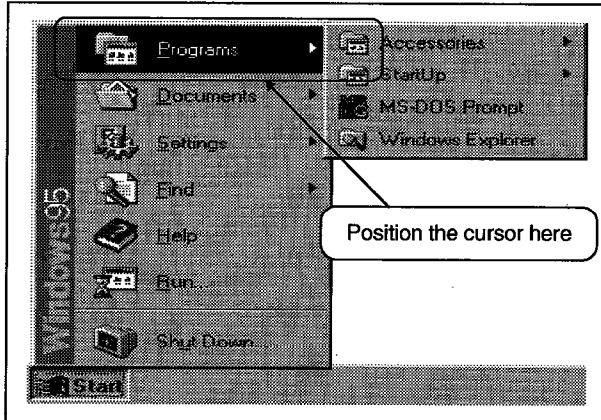 Programs
Documents
Settings
Find
Help
Run...
Shut Down...
Windows95
Start
Accessories
StartUp
MS-DOS Prompt
Windows Explorer
Position the cursor here